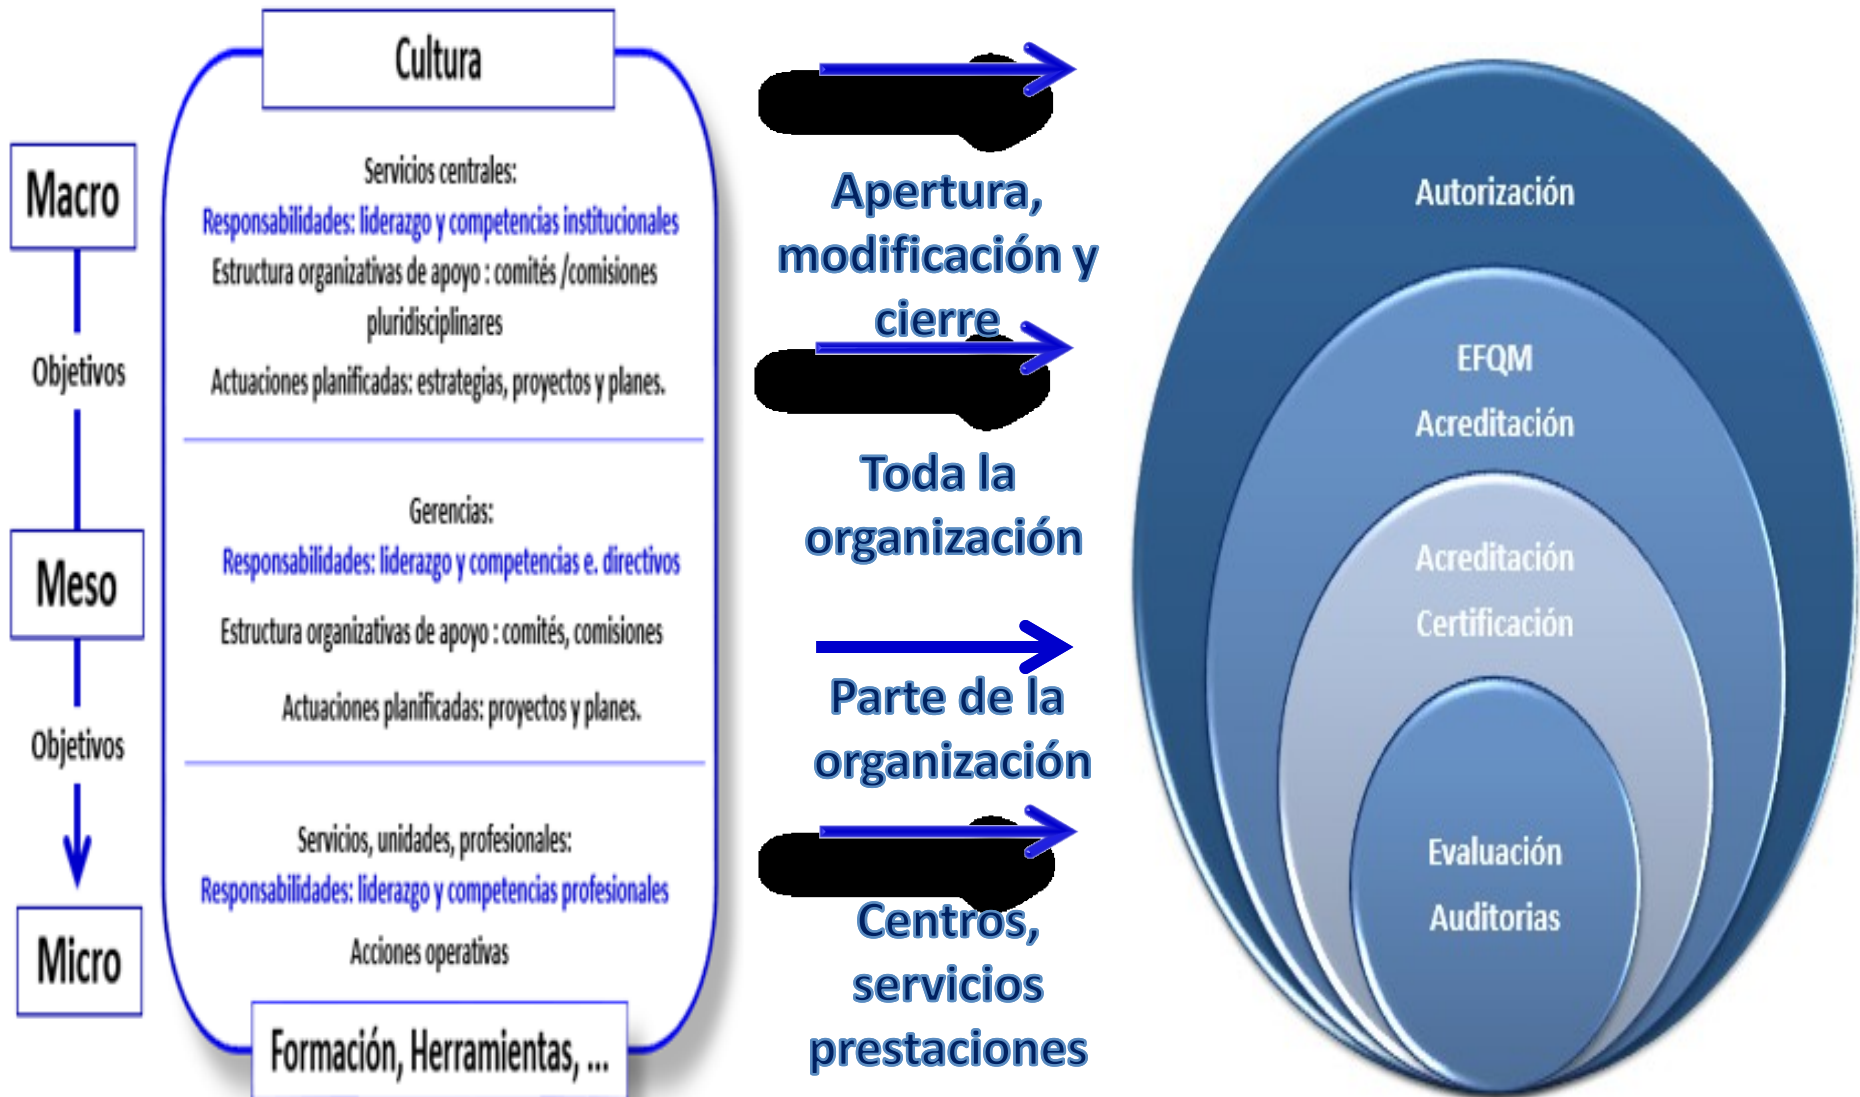 Macro
Objetivos
Meso
Objetivos
Micro
Cultura
Servicios centrales:
Responsabilidades: liderazgo y competencias institucionales
Estructura organizativas de apoyo : comités /comisiones
pluridisciplinares
Actuaciones planificadas: estrategias, proyectos y planes.
Gerencias:
Responsabilidades: liderazgo y competencias e. directivos
Estructura organizativas de apoyo : comités, comisiones
Actuaciones planificadas: proyectos y planes.
Servicios, unidades, profesionales:
Responsabilidades: liderazgo y competencias profesionales
Acciones operativas
Formación, Herramientas, ...
Apertura,
modificación y
cierre
Toda la
organización
Parte de la
organización
Centros,
servicios
prestaciones
Autorización
EFQM
Acreditación
Acreditación
Certificación
Evaluación
Auditorias